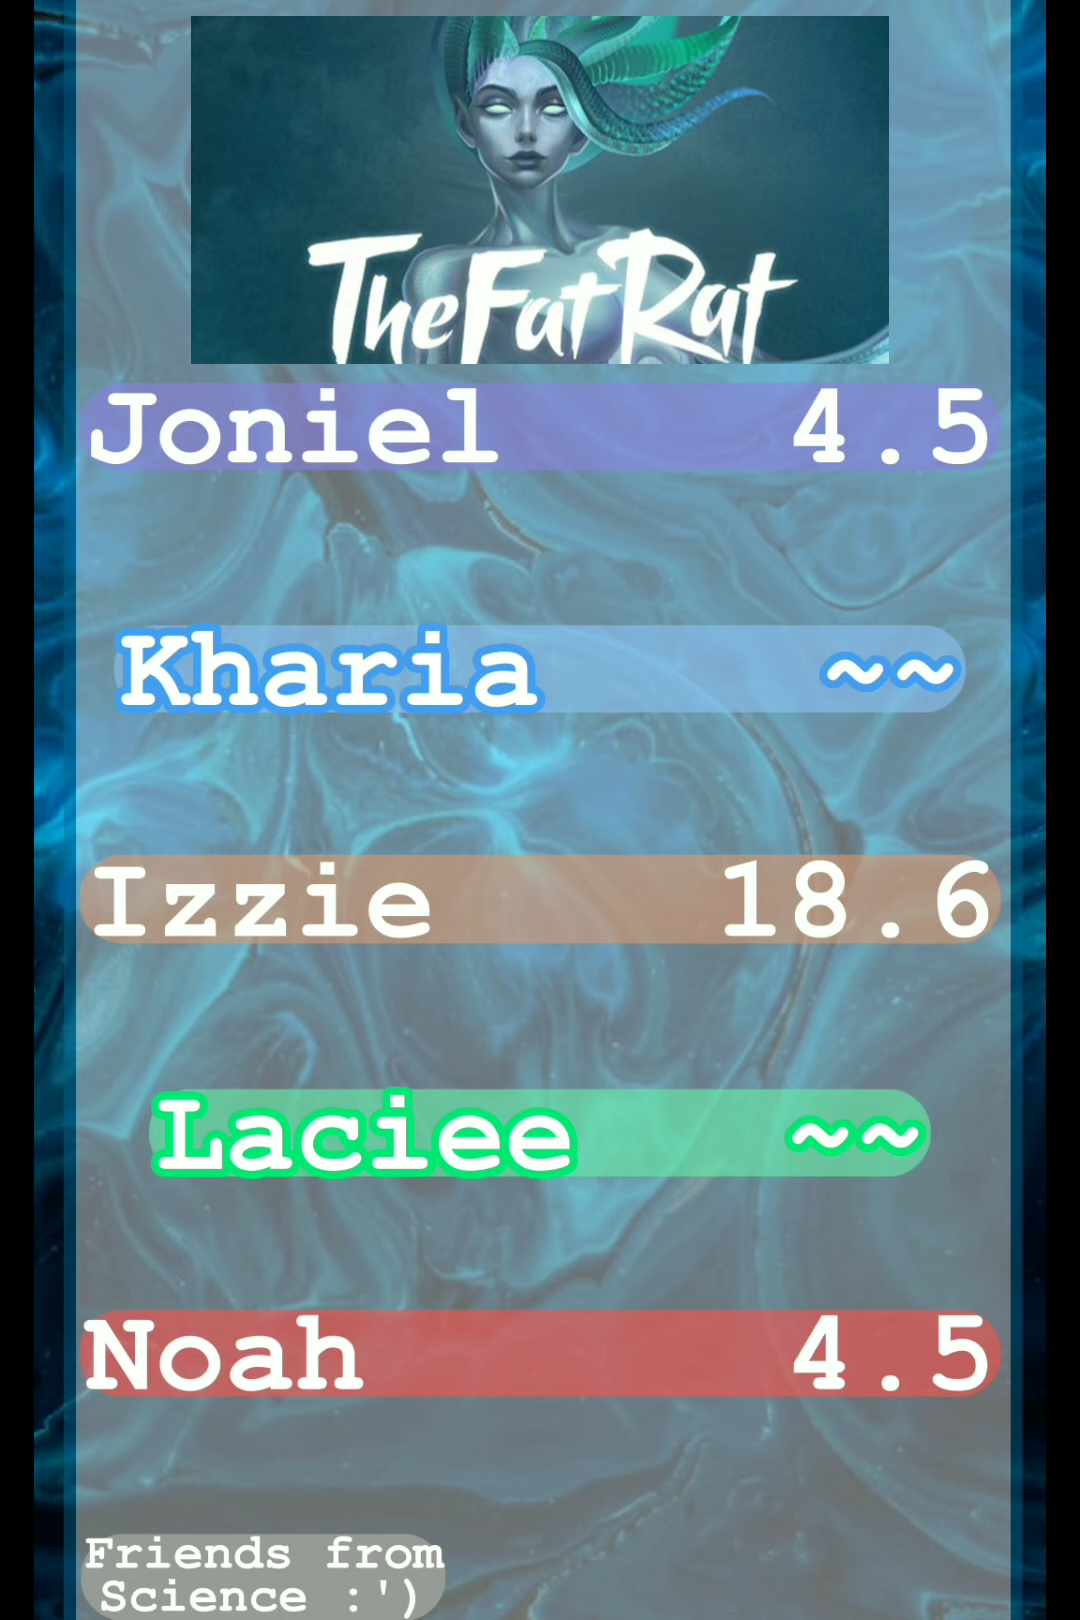 TheFatRat
Joniel 4.5
Kharia ~~
Izzie 18.6
Laciee ~~
Noah 4.5
Friends from
Science :')